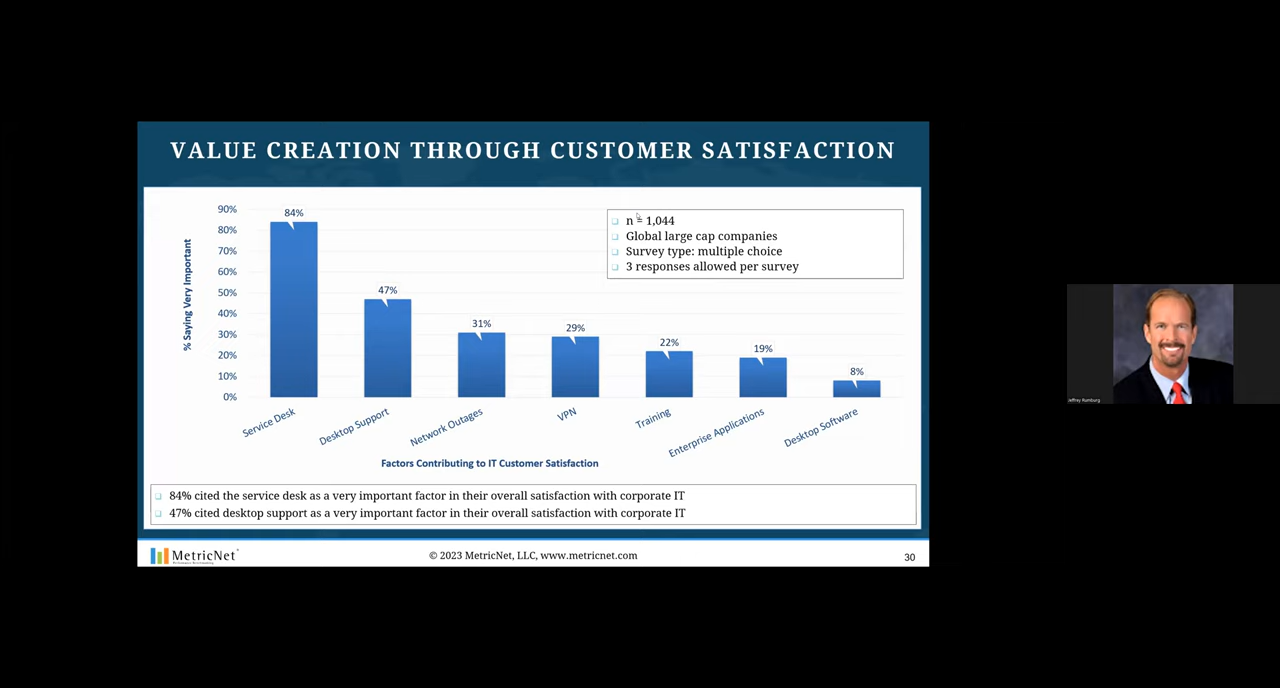 VALUE CREATION THROUGH CUSTOMER SATISFACTION
90%
80%
70%
60%
50%
40%
30%
20%
10%
0%
% Saying Very Important
84%
47%
31%
29%
22%
19%
8%
n = 1,044
Global large cap companies
Survey type: multiple choice
3 responses allowed per survey
Service Desk
Desktop Support
Network Outages
VPN
Training
Enterprise Applications
Desktop Software
Factors Contributing to IT Customer Satisfaction
84% cited the service desk as a very important factor in their overall satisfaction with corporate IT
47% cited desktop support as a very important factor in their overall satisfaction with corporate IT
MetricNet
© 2023 MetricNet, LLC, www.metricnet.com
30
Jeffrey Rumburg